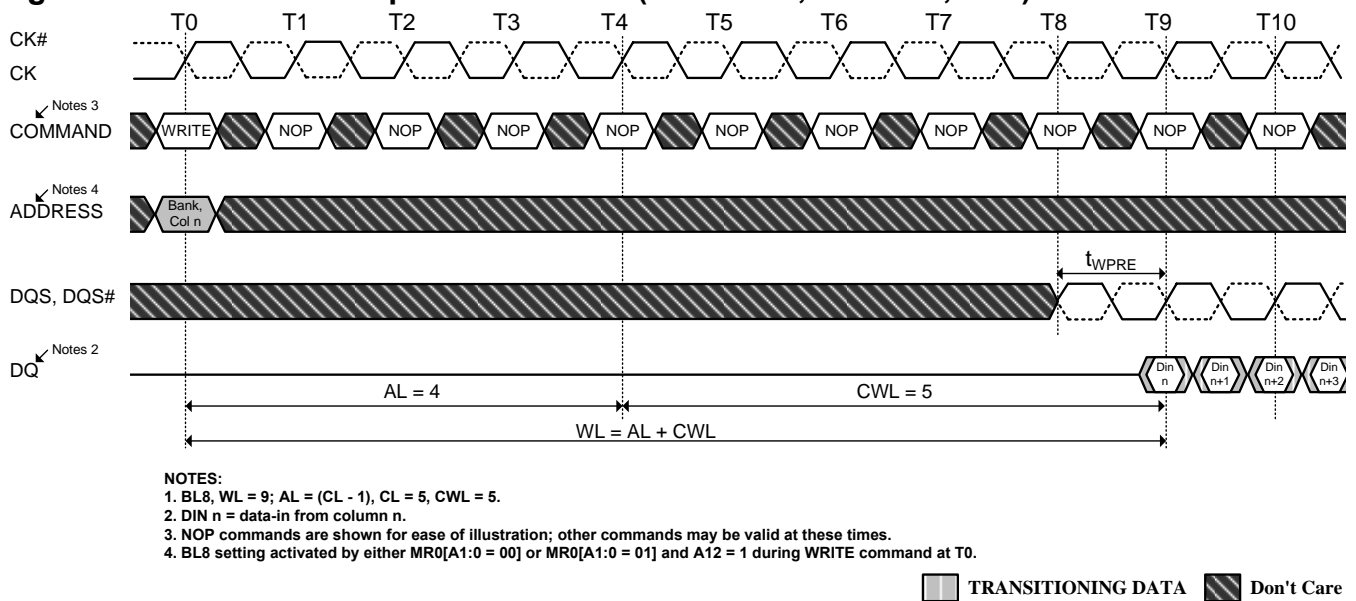 T0 T1 T2 T3 T4 T5 T6 T7 T8 T9 T10
CK#
CK
Notes 3
COMMAND WRITE NOP NOP NOP NOP NOP NOP NOP NOP NOP NOP
Notes 4
ADDRESS
Bank,
Col n
tWPRE
DQS, DQS#
Notes 2
DQ
Din n
Din n+1
Din n+2
Din n+3
AL = 4
CWL = 5
WL = AL + CWL
NOTES:
1. BL8, WL = 9; AL = (CL - 1), CL = 5, CWL = 5.
2. DIN n = data-in from column n.
3. NOP commands are shown for ease of illustration; other commands may be valid at these times.
4. BL8 setting activated by either MR0[A1:0 = 00] or MR0[A1:0 = 01] and A12 = 1 during WRITE command at T0.
TRANSITIONING DATA
Don't Care